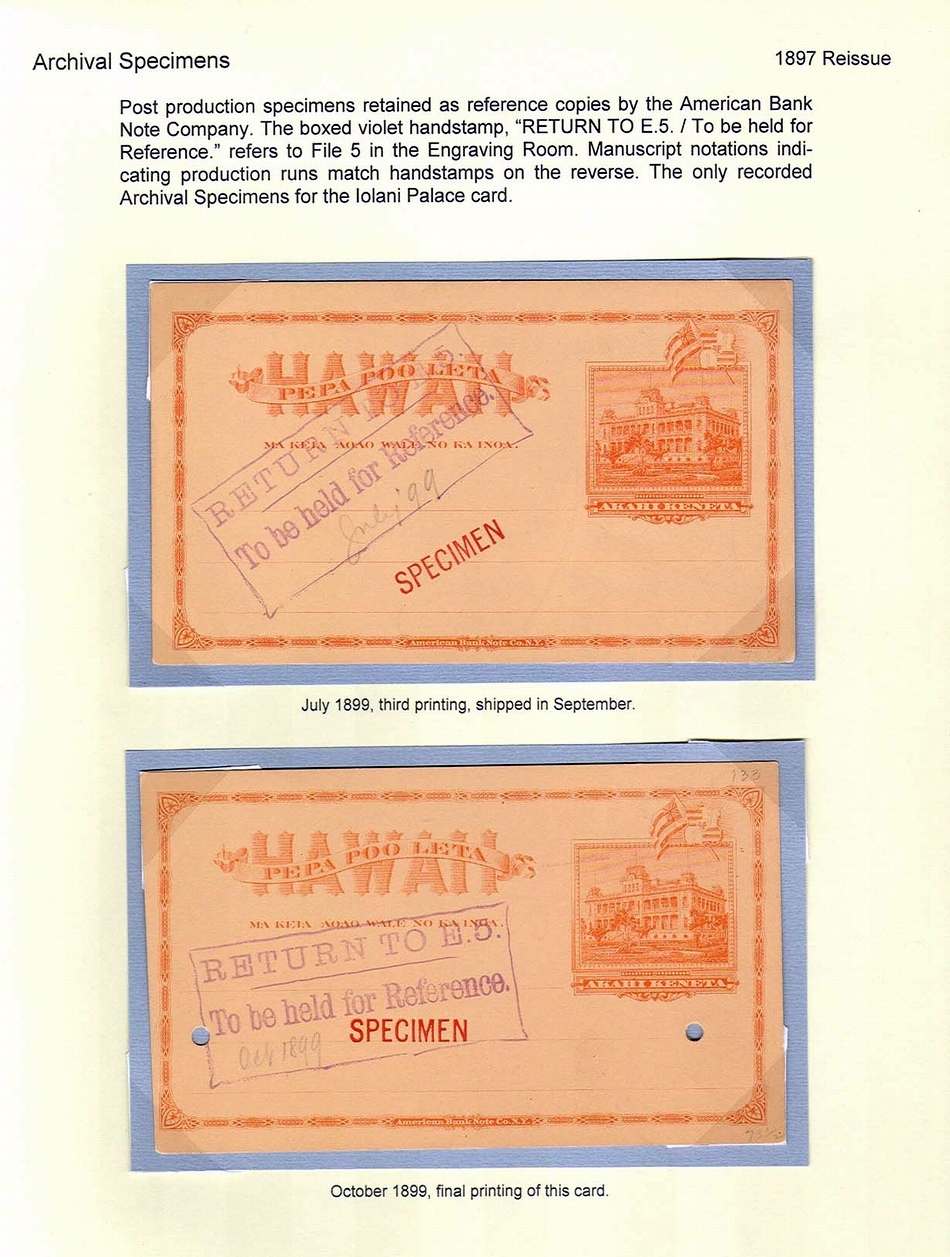 Archival Specimens
1897 Reissue
Post production specimens retained as reference copies by the American Bank
Note Company. The boxed violet handstamp, “RETURN TO E.5. / To be held for
Reference.” refers to File 5 in the Engraving Room. Manuscript notations indi-
cating production runs match handstamps on the reverse. The only recorded
Archival Specimens for the Iolani Palace card.
HAWAII
PEPA POO LETA
MA KEIA AOAO WALE NO KA INOA.
RETURN TO E.5.
To be held for Reference.
July '99
SPECIMEN
AKAHI KENETA
American Bank Note Co. N.Y.
July 1899, third printing, shipped in September.
133
HAWAII
PEPA POO LETA
MA KEIA AOAO WALE NO KA INOA.
RETURN TO E.5.
To be held for Reference.
Oct 1899
SPECIMEN
AKAHI KENETA
American Bank Note Co. N.Y.
October 1899, final printing of this card.